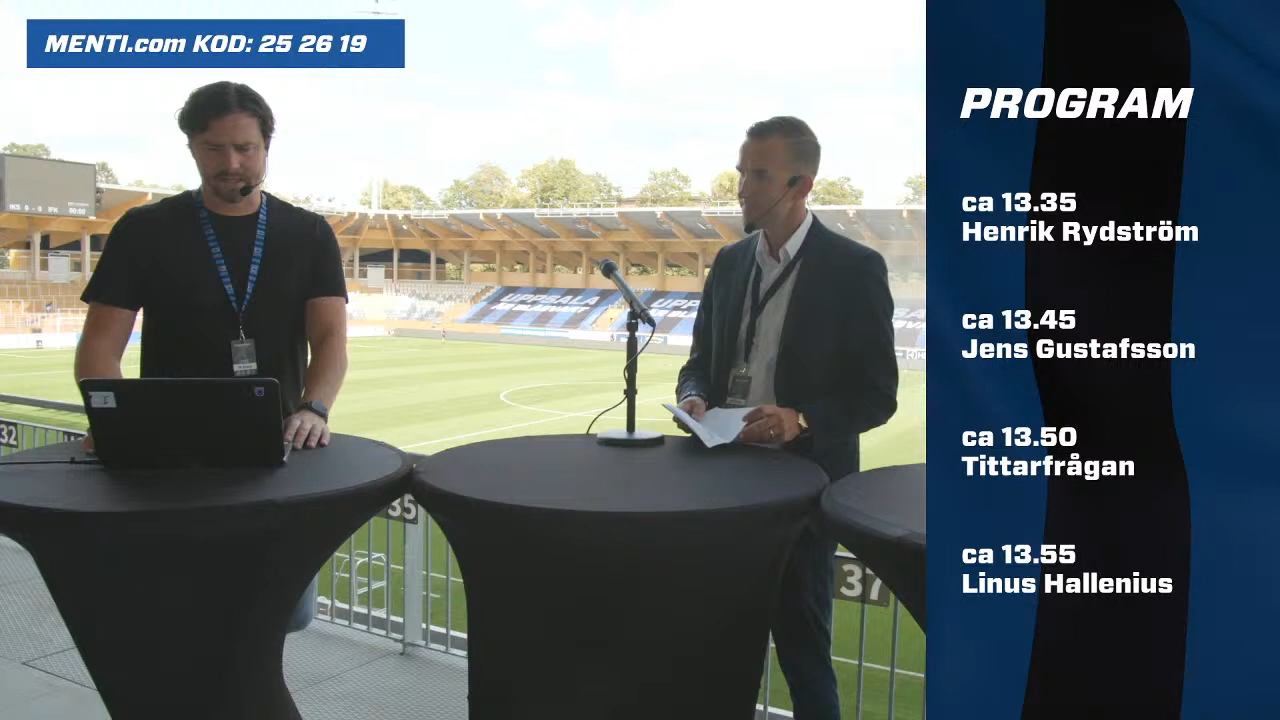 MENTI.com KOD: 25 26 19
PROGRAM
ca 13.35
Henrik Rydström
ca 13.45
Jens Gustafsson
ca 13.50
Tittarfrågan
ca 13.55
Linus Hallenius
UPPSALA
UPP
32
35
37